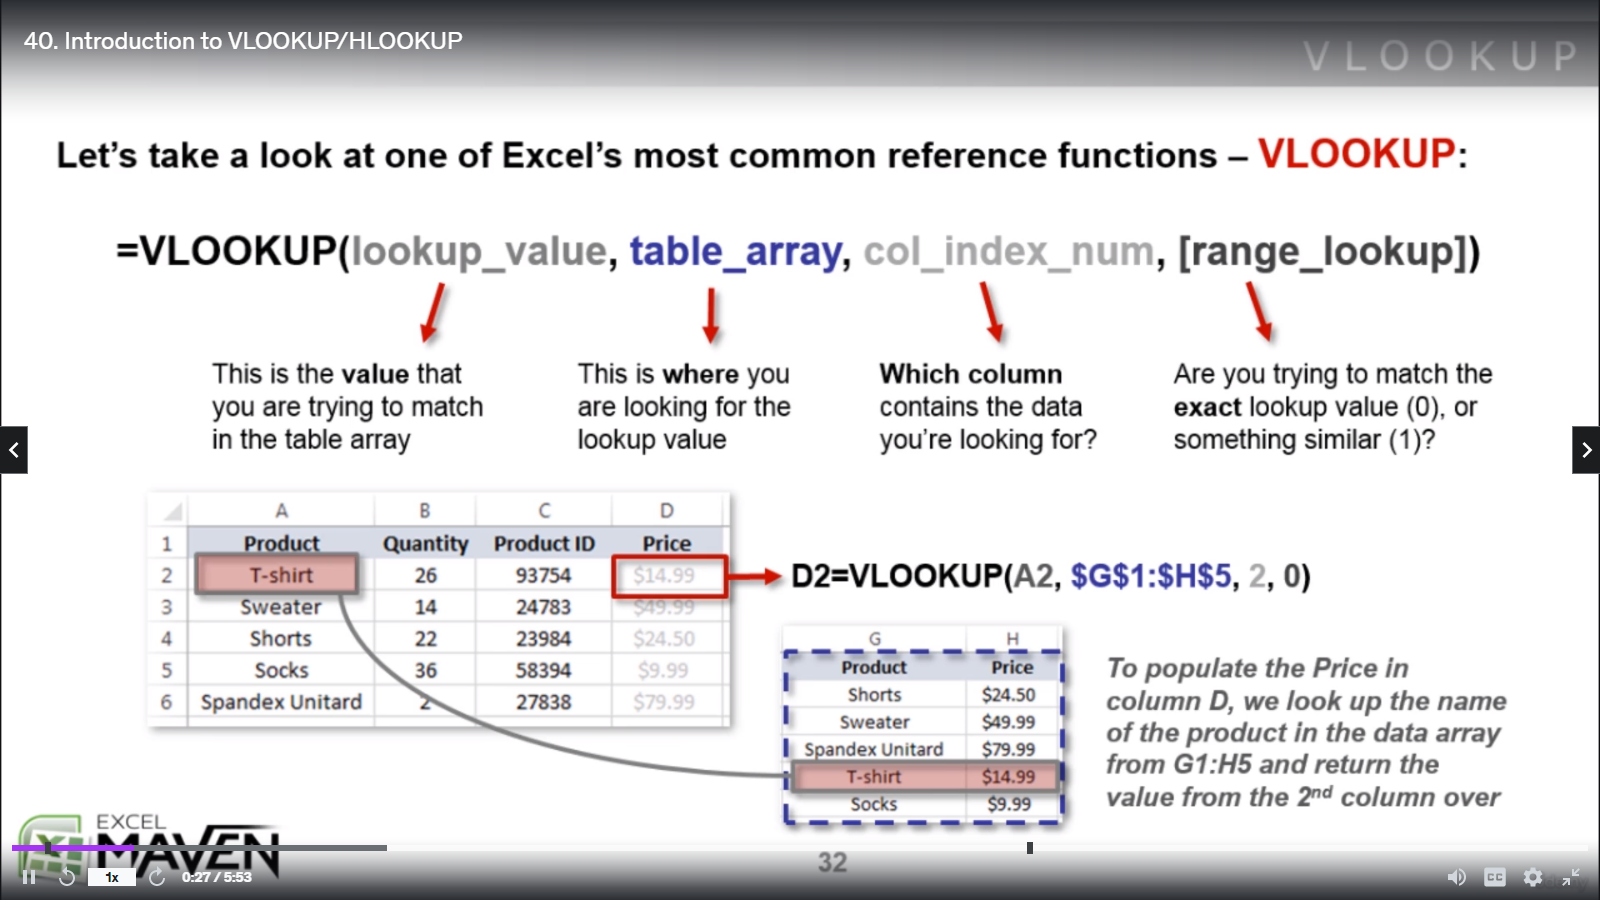 40. Introduction to VLOOKUP/HLOOKUP
VLOOKUP
Let's take a look at one of Excel's most common reference functions – VLOOKUP:
=VLOOKUP(lookup_value, table_array, col_index_num, [range_lookup])
This is the value that
you are trying to match
in the table array
This is where you
are looking for the
lookup value
Which column
contains the data
you're looking for?
Are you trying to match the
exact lookup value (0), or
something similar (1)?
A B C D
1 Product Quantity Product ID Price
2 T-shirt 26 93754 $14.99
3 Sweater 14 24783 $49.99
4 Shorts 22 23984 $24.50
5 Socks 36 58394 $9.99
6 Spandex Unitard 2 27838 $79.99
D2=VLOOKUP(A2, $G$1:$H$5, 2, 0)
G H
Product Price
Shorts $24.50
Sweater $49.99
Spandex Unitard $79.99
T-shirt $14.99
Socks $9.99
To populate the Price in
column D, we look up the name
of the product in the data array
from G1:H5 and return the
value from the 2nd column over
EXCEL
MAVEN
32
1x 0:27 / 5:53
CC